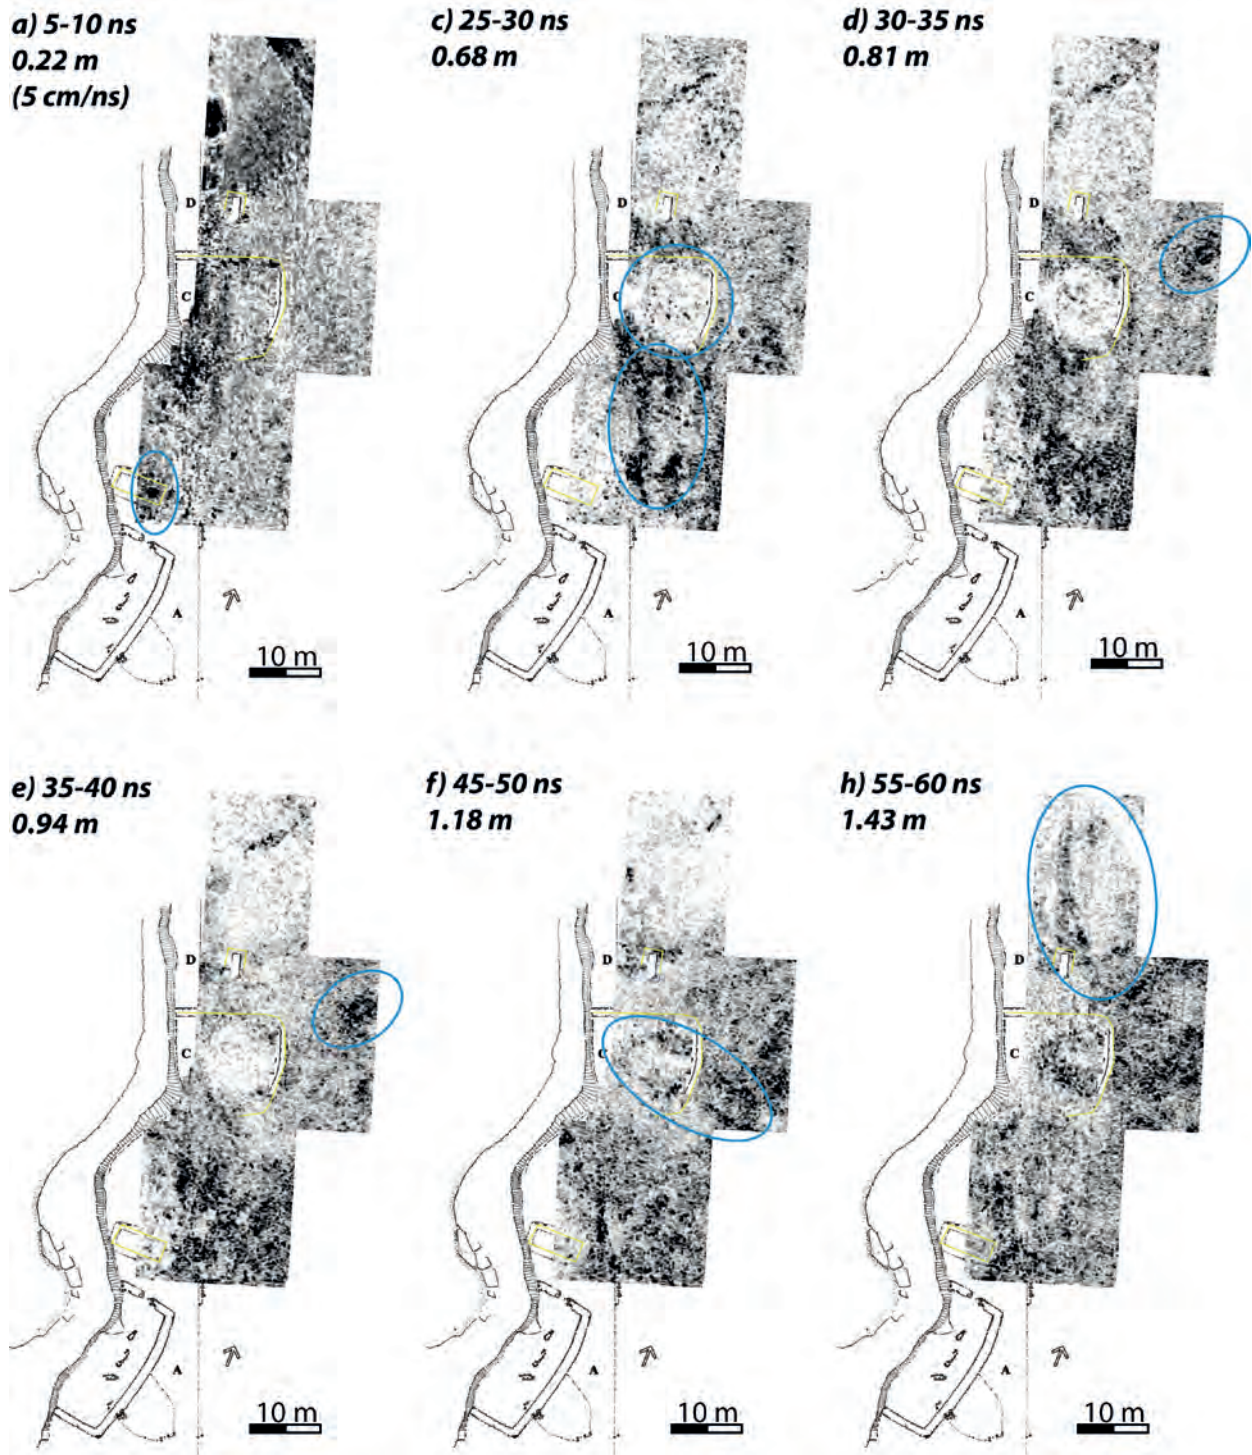 a) 5-10 ns
0.22 m
(5 cm/ns)
D
C
A
10 m
c) 25-30 ns
0.68 m
D
C
A
10 m
d) 30-35 ns
0.81 m
D
C
A
10 m
e) 35-40 ns
0.94 m
D
C
A
10 m
f) 45-50 ns
1.18 m
D
C
A
10 m
h) 55-60 ns
1.43 m
D
C
A
10 m